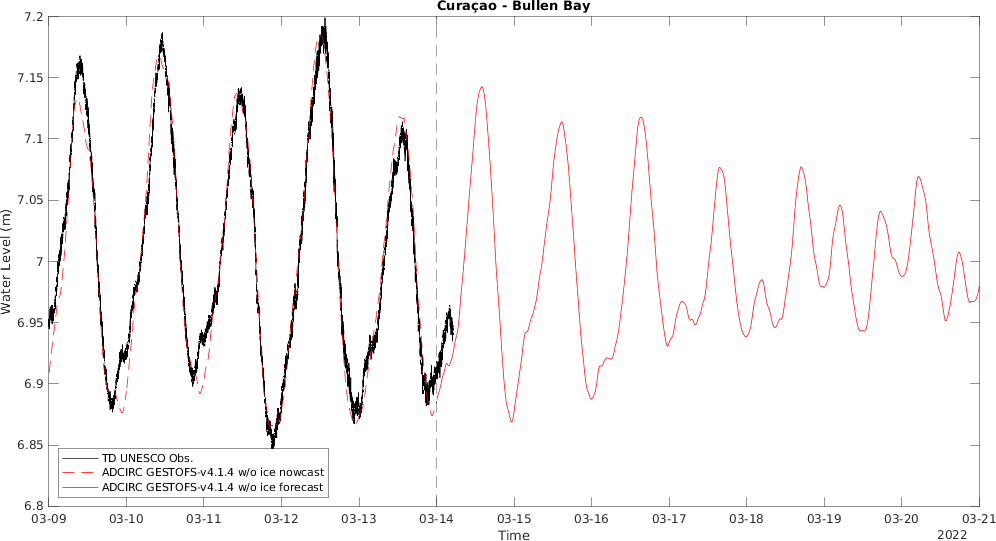 Curaçao - Bullen Bay
Water Level (m)
7.2
7.15
7.1
7.05
7
6.95
6.9
6.85
6.8
TD UNESCO Obs.
ADCIRC GESTOFS-v4.1.4 w/o ice nowcast
ADCIRC GESTOFS-v4.1.4 w/o ice forecast
03-09 03-10 03-11 03-12 03-13 03-14 03-15 03-16 03-17 03-18 03-19 03-20 03-21
Time
2022